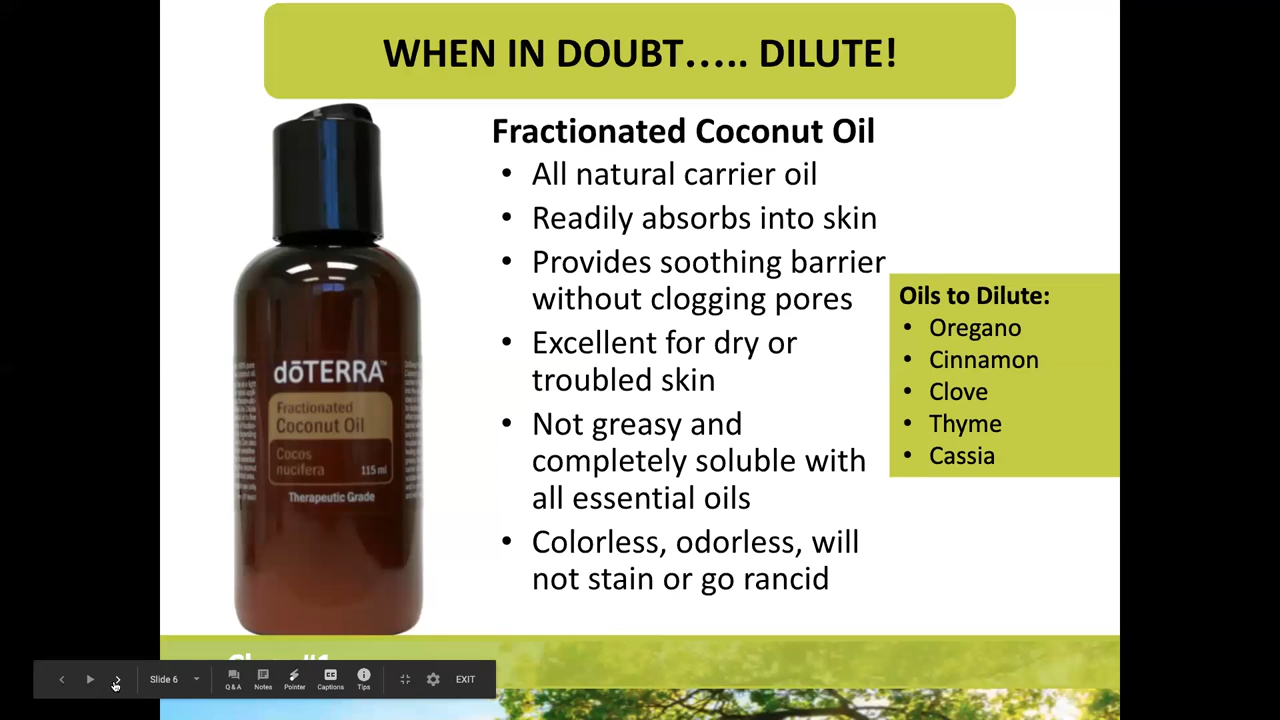 WHEN IN DOUBT..... DILUTE!
Fractionated Coconut Oil
• All natural carrier oil
• Readily absorbs into skin
• Provides soothing barrier
without clogging pores
• Excellent for dry or
troubled skin
• Not greasy and
completely soluble with
all essential oils
• Colorless, odorless, will
not stain or go rancid
Oils to Dilute:
• Oregano
• Cinnamon
• Clove
• Thyme
• Cassia
dōTERRA™
Fractionated
Coconut Oil
Cocos
nucifera 115 ml
Therapeutic Grade
Slide 6
Q&A Notes Pointer Captions Tips
EXIT